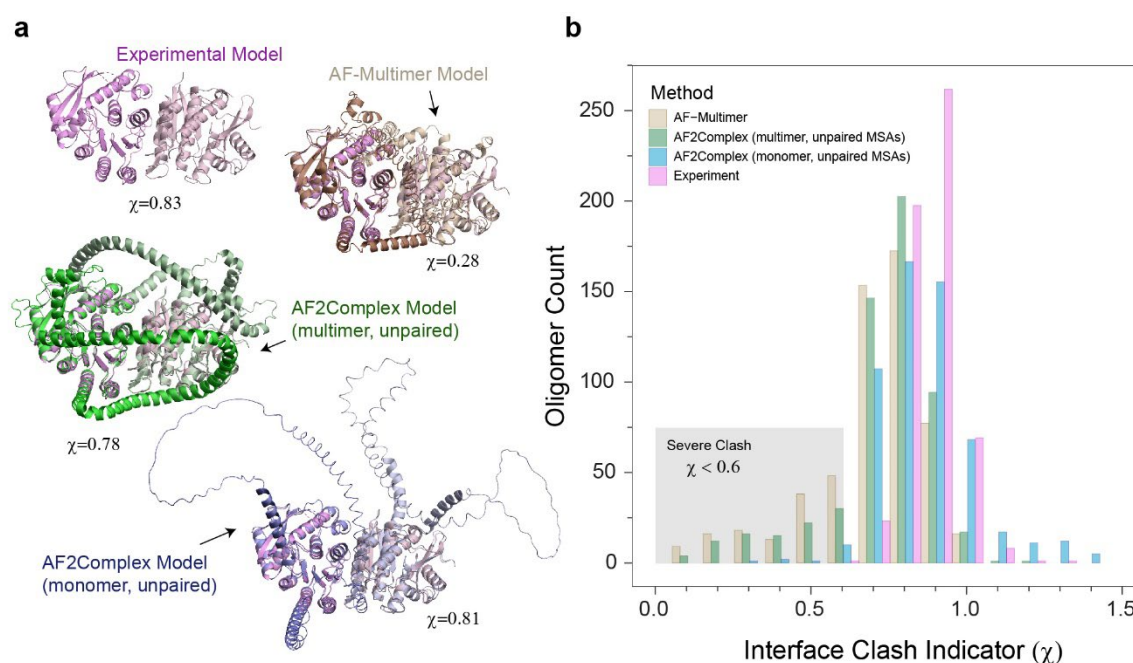 a
Experimental Model
χ=0.83
AF-Multimer Model
χ=0.28
AF2Complex Model
(multimer, unpaired)
χ=0.78
AF2Complex Model
(monomer, unpaired)
χ=0.81
b
Method
AF−Multimer
AF2Complex (multimer, unpaired MSAs)
AF2Complex (monomer, unpaired MSAs)
Experiment
Severe Clash
χ < 0.6
Oligomer Count
250
200
150
100
50
0
0.0 0.5 1.0 1.5
Interface Clash Indicator (χ)